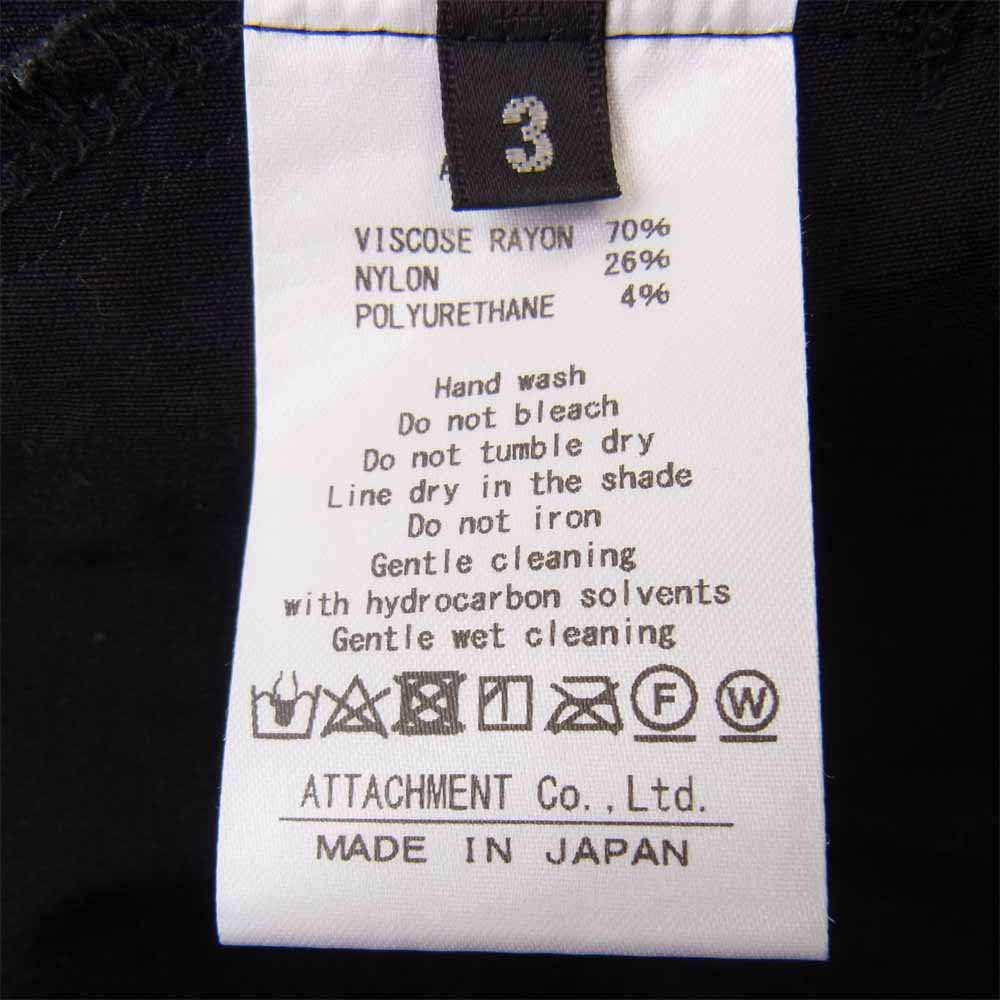 3
VISCOSE RAYON 70%
NYLON 26%
POLYURETHANE 4%
Hand wash
Do not bleach
Do not tumble dry
Line dry in the shade
Do not iron
Gentle cleaning
with hydrocarbon solvents
Gentle wet cleaning
F W
ATTACHMENT Co., Ltd.
MADE IN JAPAN